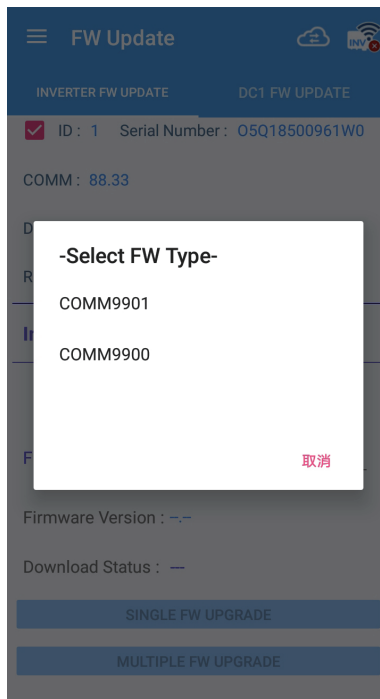 FW Update
INV
INVERTER FW UPDATE
DC1 FW UPDATE
ID : 1 Serial Number : O5Q18500961W0
COMM : 88.33
D
-Select FW Type-
R
COMM9901
In
COMM9900
F
取消
Firmware Version : --.--
Download Status : ---
SINGLE FW UPGRADE
MULTIPLE FW UPGRADE